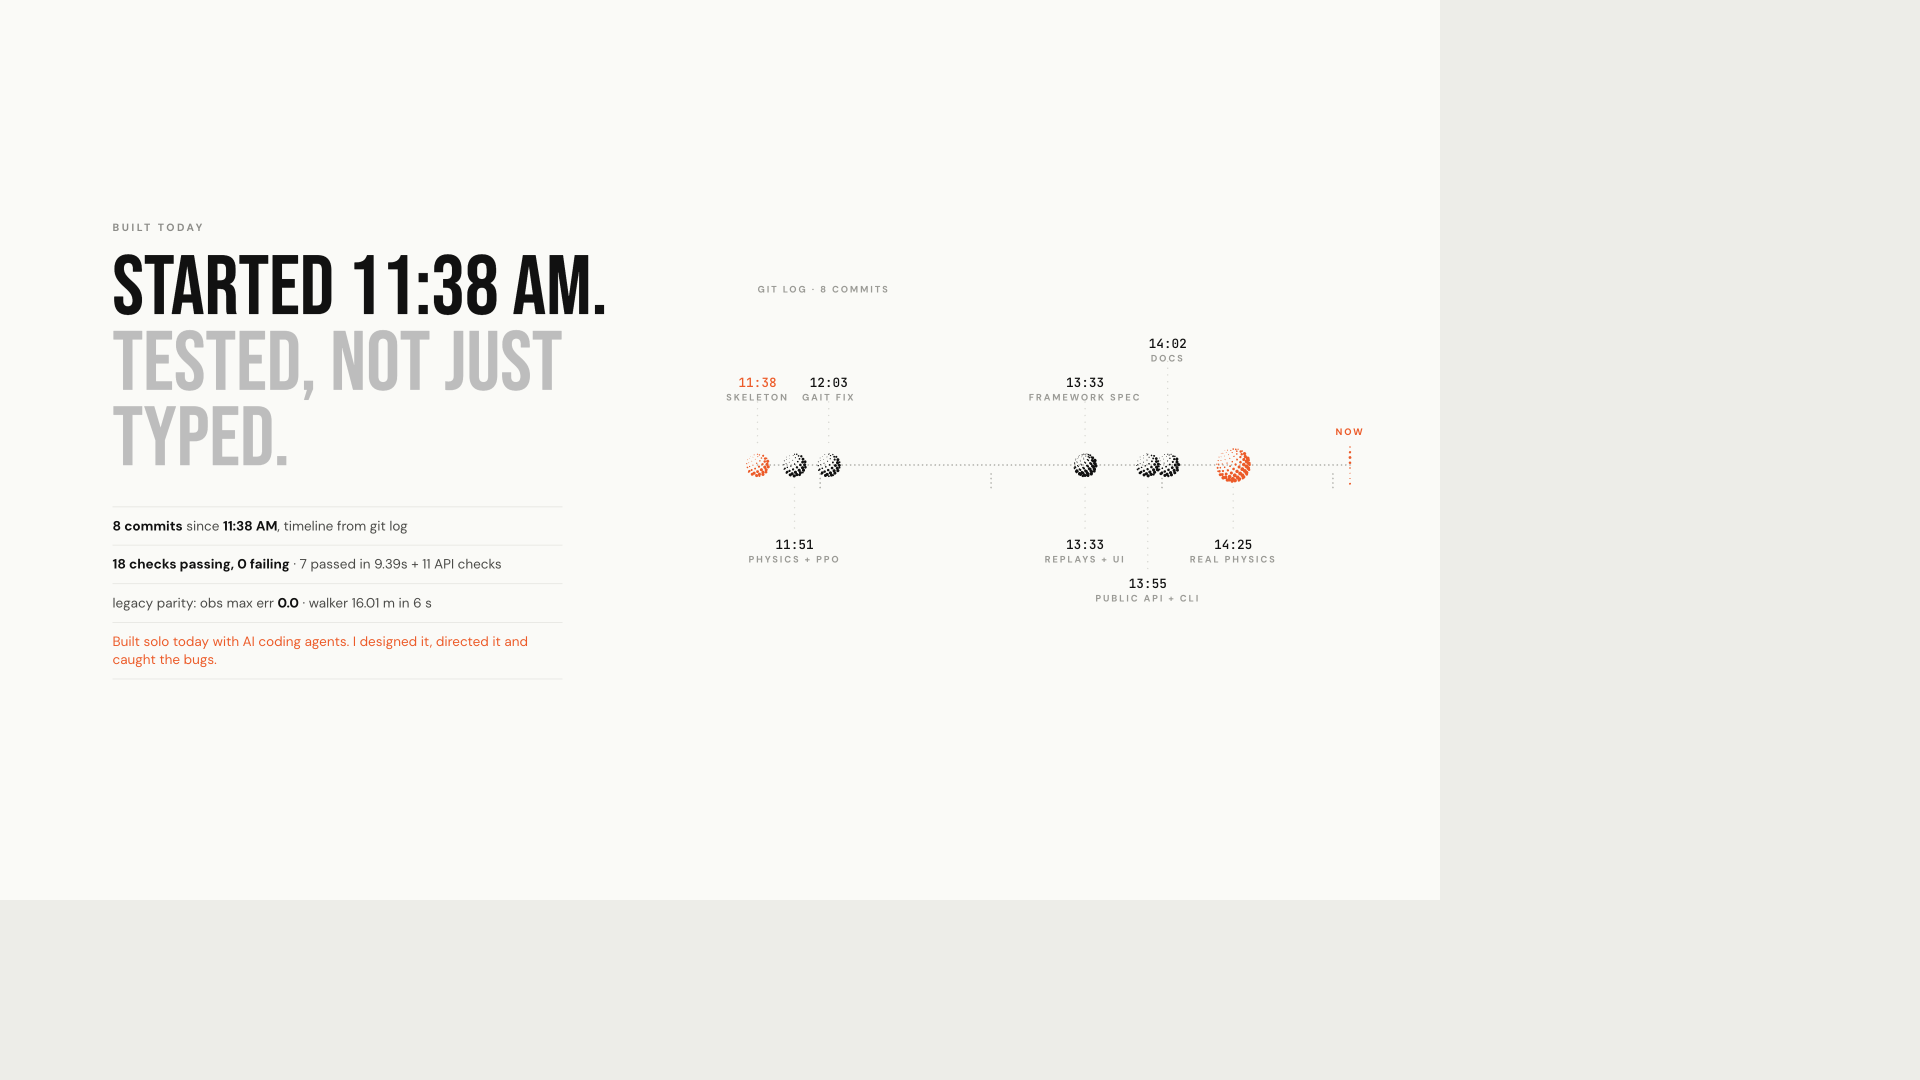 BUILT TODAY
STARTED 11:38 AM.
TESTED, NOT JUST
TYPED.
8 commits since 11:38 AM, timeline from git log
18 checks passing, 0 failing · 7 passed in 9.39s + 11 API checks
legacy parity: obs max err 0.0 · walker 16.01 m in 6 s
Built solo today with AI coding agents. I designed it, directed it and
caught the bugs.
GIT LOG · 8 COMMITS
14:02
DOCS
11:38
SKELETON
12:03
GAIT FIX
13:33
FRAMEWORK SPEC
NOW
11:51
PHYSICS + PPO
13:33
REPLAYS + UI
14:25
REAL PHYSICS
13:55
PUBLIC API + CLI